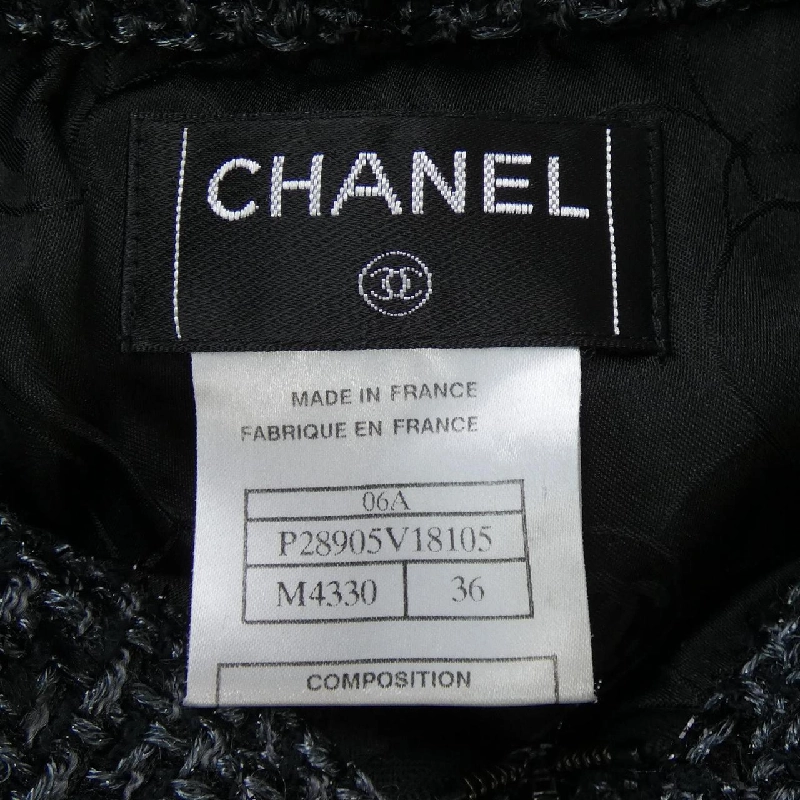 CHANEL
MADE IN FRANCE
FABRIQUE EN FRANCE
06A
P28905V18105
M4330 36
COMPOSITION